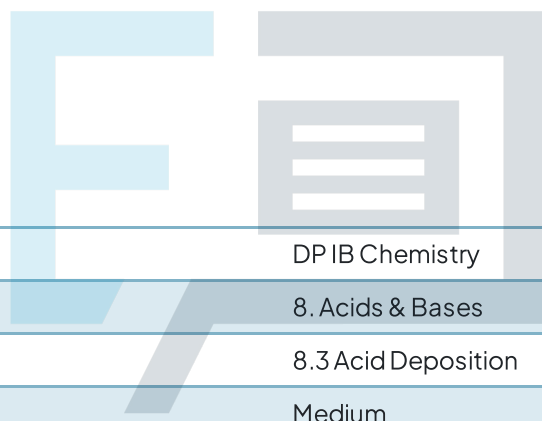 DP IB Chemistry
8. Acids & Bases
8.3 Acid Deposition
Medium